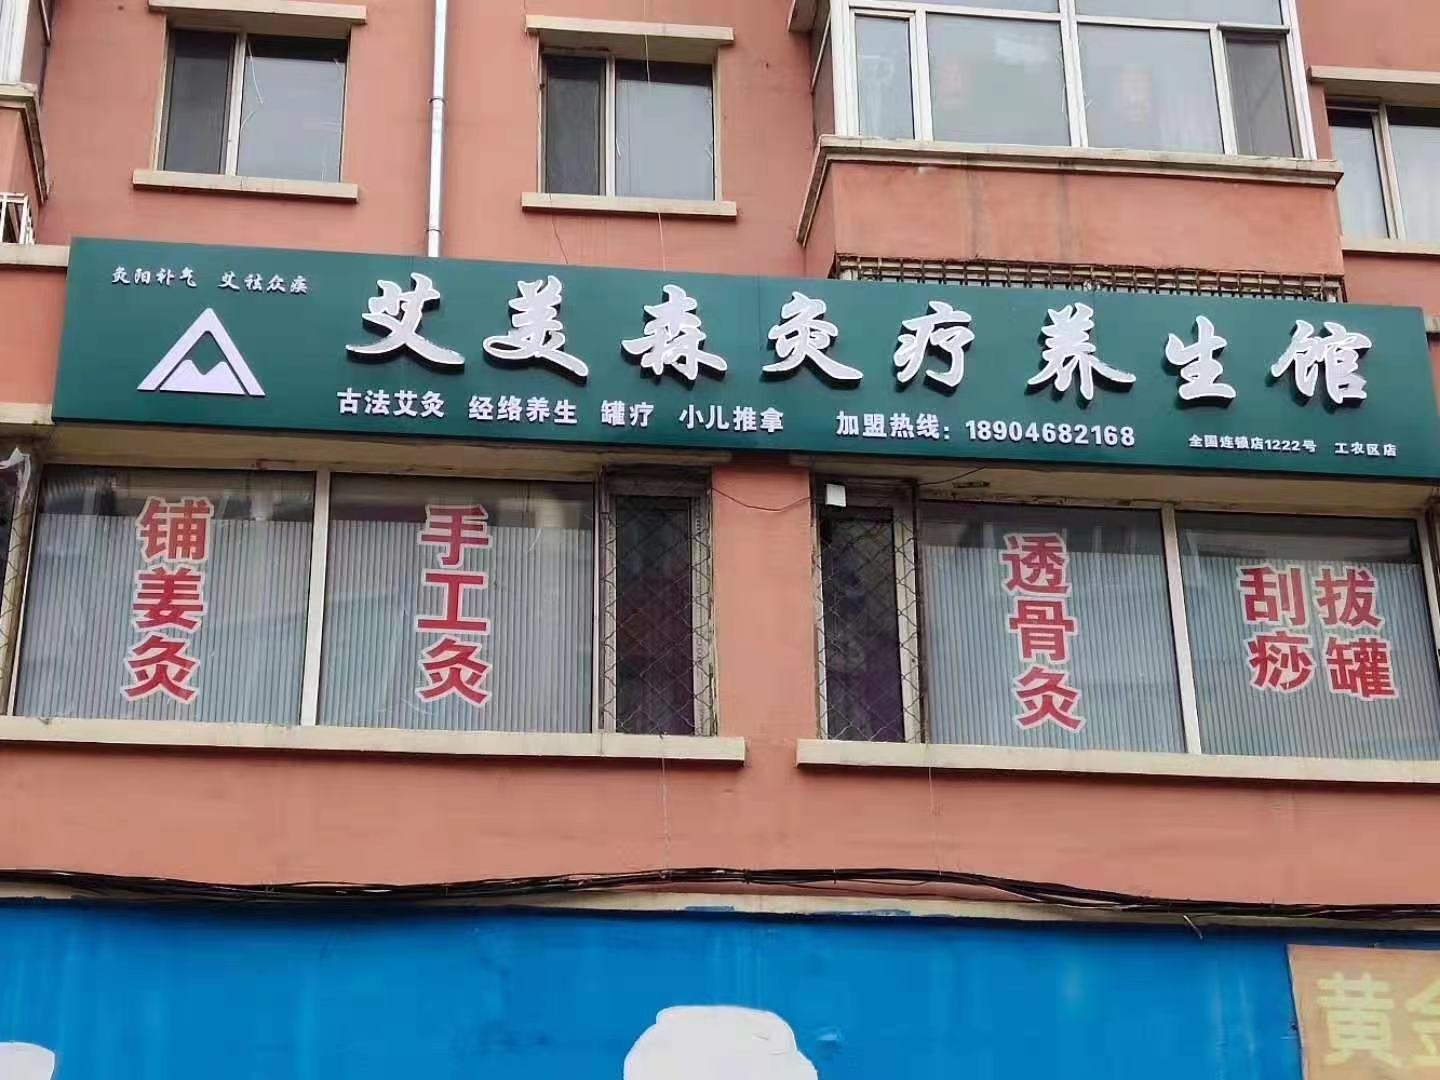 灸阳补气 艾祛众疾
艾美森灸疗养生馆
古法艾灸 经络养生 罐疗 小儿推拿 加盟热线：18904682168
全国连锁店1222号 工农区店
铺姜灸
手工灸
透骨灸
刮痧
拔罐
黄金